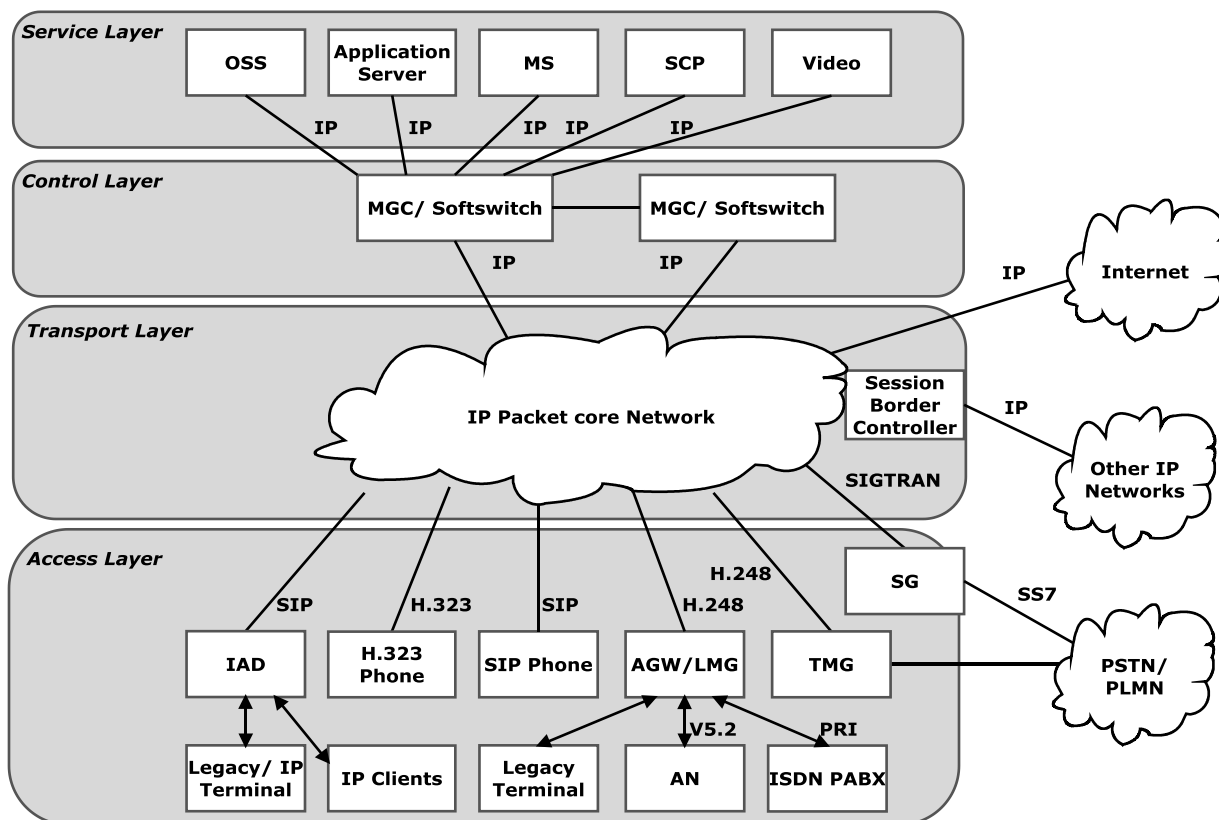 Service Layer
OSS
Application
Server
MS
SCP
Video
IP
IP
IP
IP
IP
Control Layer
MGC/ Softswitch
MGC/ Softswitch
IP
IP
IP
Internet
Transport Layer
IP Packet core Network
Session
Border
Controller
IP
Other IP
Networks
SIGTRAN
Access Layer
SG
SS7
SIP
H.323
SIP
H.248
H.248
IAD
H.323
Phone
SIP Phone
AGW/LMG
TMG
PSTN/
PLMN
V5.2
PRI
Legacy/ IP
Terminal
IP Clients
Legacy
Terminal
AN
ISDN PABX